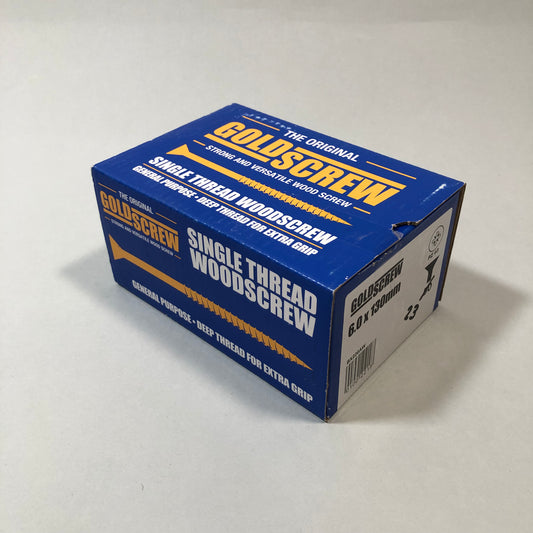 THE ORIGINAL
GOLDSCREW
STRONG AND VERSATILE WOOD SCREW
SINGLE THREAD WOODSCREW
GENERAL PURPOSE • DEEP THREAD FOR EXTRA GRIP
THE ORIGINAL
GOLDSCREW
STRONG AND VERSATILE WOOD SCREW
SINGLE THREAD
WOODSCREW
GENERAL PURPOSE • DEEP THREAD FOR EXTRA GRIP
GOLDSCREW
6.0 x 130mm
23